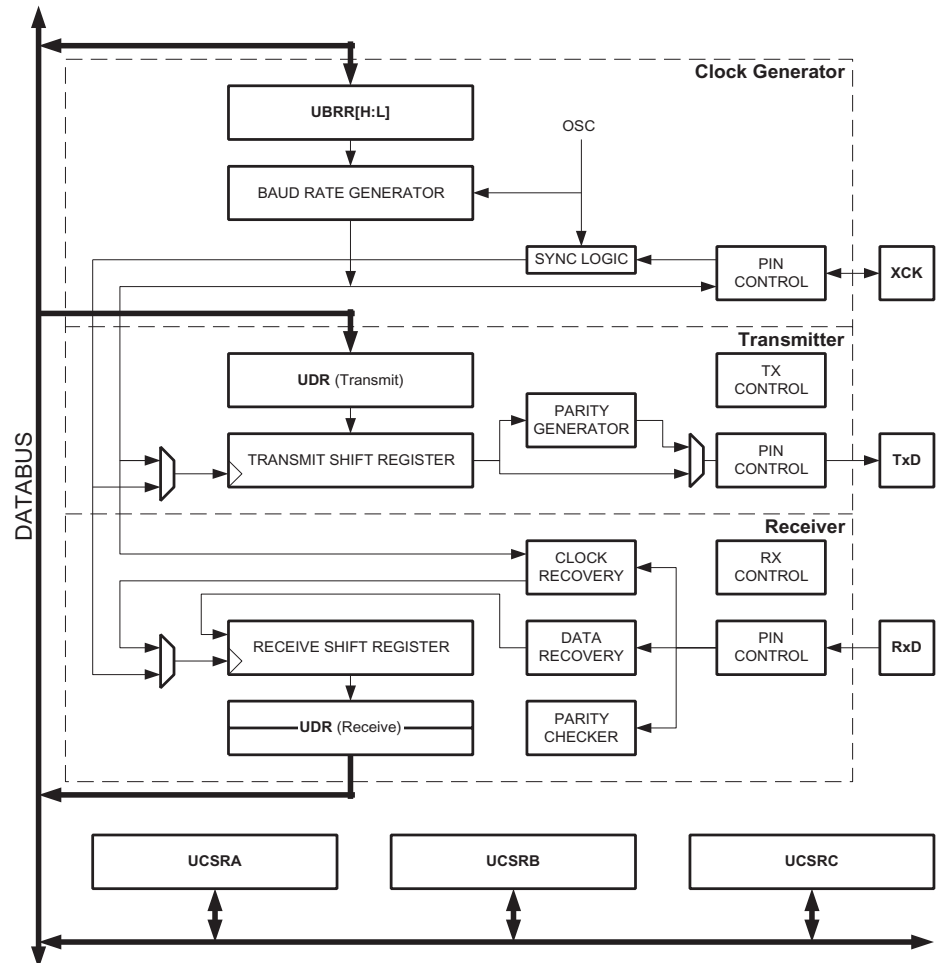 Clock Generator
UBRR[H:L]
OSC
BAUD RATE GENERATOR
SYNC LOGIC
PIN
CONTROL
XCK
Transmitter
UDR (Transmit)
TX
CONTROL
PARITY
GENERATOR
TRANSMIT SHIFT REGISTER
PIN
CONTROL
TxD
DATABUS
Receiver
CLOCK
RECOVERY
RX
CONTROL
RECEIVE SHIFT REGISTER
DATA
RECOVERY
PIN
CONTROL
RxD
UDR (Receive)
PARITY
CHECKER
UCSRA
UCSRB
UCSRC